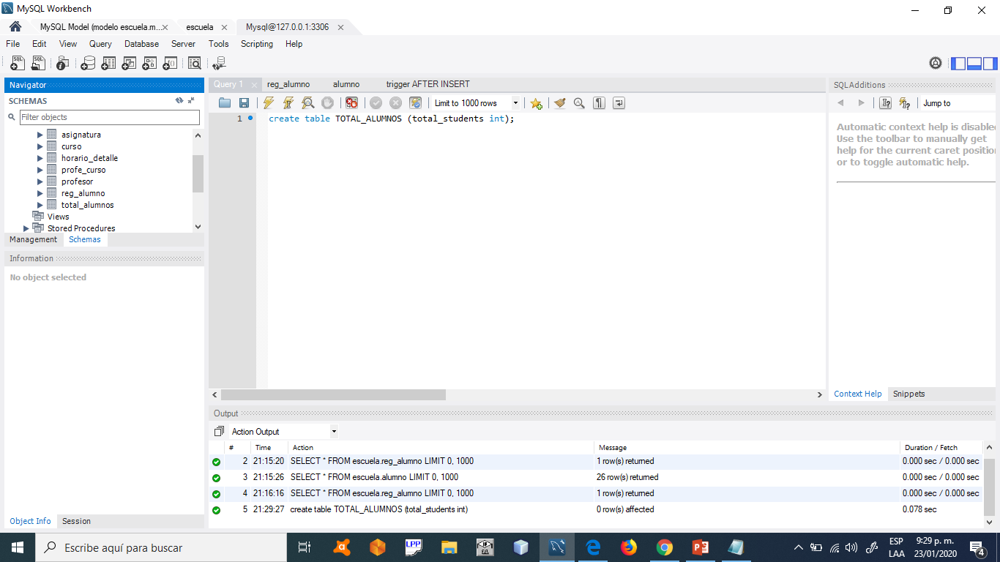 MySQL Workbench
MySQL Model (modelo escuela.m...
escuela
Mysql@127.0.0.1:3306
File Edit View Query Database Server Tools Scripting Help
Navigator
SCHEMAS
Filter objects
asignatura
curso
horario_detalle
profe_curso
profesor
reg_alumno
total_alumnos
Views
Stored Procedures
Management Schemas
Information
No object selected
Object Info Session
Query 1 reg_alumno alumno trigger AFTER INSERT
Limit to 1000 rows
1 create table TOTAL_ALUMNOS (total_students int);
SQLAdditions
Jump to
Automatic context help is disabled
Use the toolbar to manually get
help for the current caret position
or to toggle automatic help.
Context Help Snippets
Output
Action Output
# Time Action Message Duration / Fetch
2 21:15:20 SELECT * FROM escuela.reg_alumno LIMIT 0, 1000 1 row(s) returned 0.000 sec / 0.000 sec
3 21:15:26 SELECT * FROM escuela.alumno LIMIT 0, 1000 26 row(s) returned 0.000 sec / 0.000 sec
4 21:16:16 SELECT * FROM escuela.reg_alumno LIMIT 0, 1000 1 row(s) returned 0.000 sec / 0.000 sec
5 21:29:27 create table TOTAL_ALUMNOS (total_students int) 0 row(s) affected 0.078 sec
Escribe aquí para buscar
LPP
ESP
LAA
9:29 p. m.
23/01/2020
4